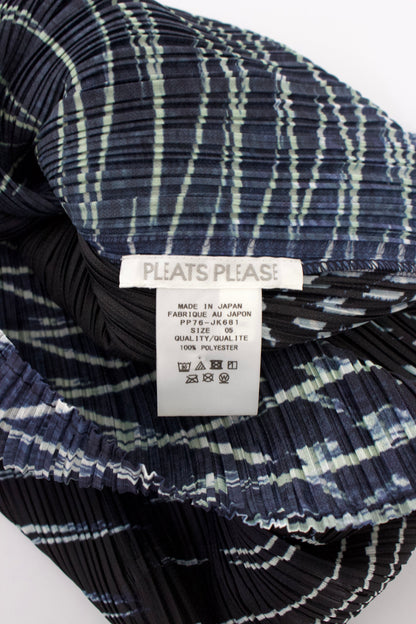 PLEATS PLEASE
MADE IN JAPAN
FABRIQUE AU JAPON
PP76-JK681
SIZE 05
QUALITY/QUALITE
100% POLYESTER